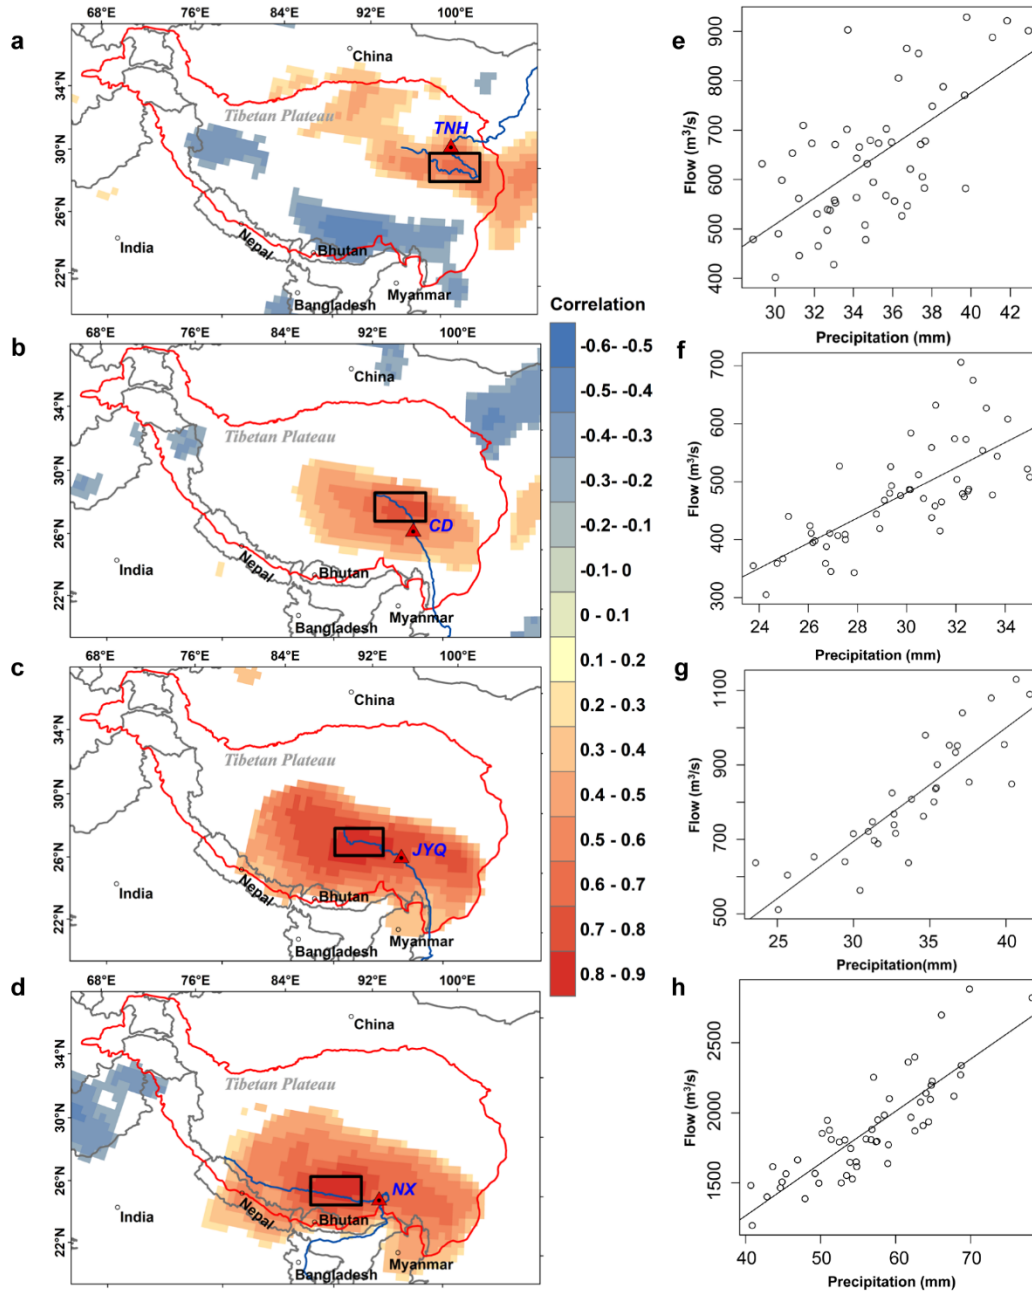 a
68°E 76°E 84°E 92°E 100°E
34°N
30°N
26°N
22°N
China
Tibetan Plateau
TNH
India
Nepal
Bhutan
Bangladesh
Myanmar
b
68°E 76°E 84°E 92°E 100°E
34°N
30°N
26°N
22°N
China
Tibetan Plateau
CD
India
Nepal
Bhutan
Bangladesh
Myanmar
c
68°E 76°E 84°E 92°E 100°E
34°N
30°N
26°N
22°N
China
Tibetan Plateau
JYQ
India
Nepal
Bhutan
Bangladesh
Myanmar
d
68°E 76°E 84°E 92°E 100°E
34°N
30°N
26°N
22°N
China
Tibetan Plateau
NX
India
Nepal
Bhutan
Bangladesh
Myanmar
Correlation
-0.6- -0.5
-0.5- -0.4
-0.4- -0.3
-0.3- -0.2
-0.2- -0.1
-0.1- 0
0 - 0.1
0.1 - 0.2
0.2 - 0.3
0.3 - 0.4
0.4 - 0.5
0.5 - 0.6
0.6 - 0.7
0.7 - 0.8
0.8 - 0.9
e
Flow (m³/s)
900
800
700
600
500
400
30 32 34 36 38 40 42
Precipitation (mm)
f
Flow (m³/s)
700
600
500
400
300
24 26 28 30 32 34
Precipitation (mm)
g
Flow (m³/s)
1100
900
700
500
25 30 35 40
Precipitation(mm)
h
Flow (m³/s)
2500
2000
1500
40 50 60 70
Precipitation (mm)